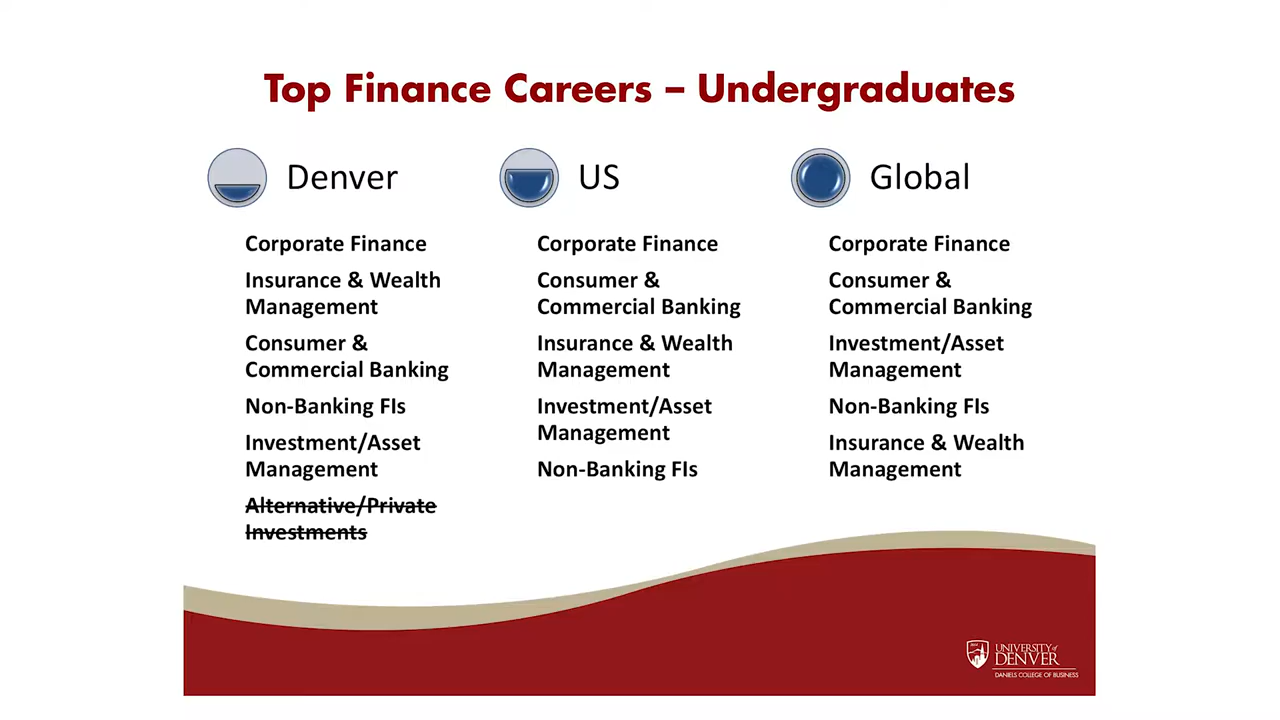 Top Finance Careers – Undergraduates
Denver
Corporate Finance
Insurance & Wealth
Management
Consumer &
Commercial Banking
Non-Banking FIs
Investment/Asset
Management
Alternative/Private
Investments
US
Corporate Finance
Consumer &
Commercial Banking
Insurance & Wealth
Management
Investment/Asset
Management
Non-Banking FIs
Global
Corporate Finance
Consumer &
Commercial Banking
Investment/Asset
Management
Non-Banking FIs
Insurance & Wealth
Management
UNIVERSITY of
DENVER
DANIELS COLLEGE OF BUSINESS